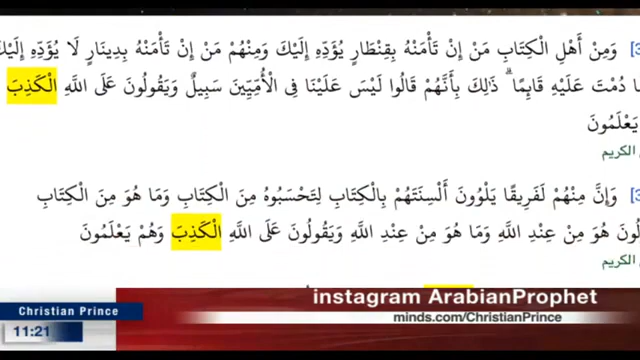 وَمِنْ أَهْلِ الْكِتَابِ مَنْ إِنْ تَأْمَنْهُ بِقِنْطَارٍ يُؤَدِّهِ إِلَيْكَ وَمِنْهُمْ مَنْ إِنْ تَأْمَنْهُ بِدِينَارٍ لَا يُؤَدِّهِ
دُمْتَ عَلَيْهِ قَائِمًا ۗ ذَٰلِكَ بِأَنَّهُمْ قَالُوا لَيْسَ عَلَيْنَا فِي الْأُمِّيِّينَ سَبِيلٌ وَيَقُولُونَ عَلَى اللَّهِ الْكَذِبَ
يَعْلَمُونَ
الكريم
وَإِنَّ مِنْهُمْ لَفَرِيقًا يَلْوُونَ أَلْسِنَتَهُمْ بِالْكِتَابِ لِتَحْسَبُوهُ مِنَ الْكِتَابِ وَمَا هُوَ مِنَ الْكِتَابِ
هُوَ مِنْ عِنْدِ اللَّهِ وَمَا هُوَ مِنْ عِنْدِ اللَّهِ وَيَقُولُونَ عَلَى اللَّهِ الْكَذِبَ وَهُمْ يَعْلَمُونَ
الكريم
instagram ArabianProphet
Christian Prince
minds.com/ChristianPrince
11:21